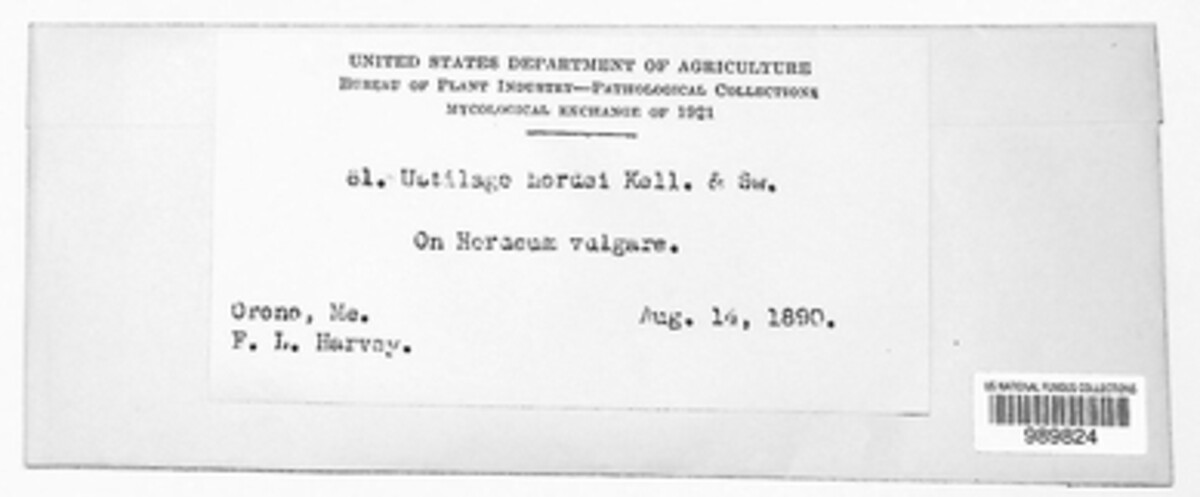 UNITED STATES DEPARTMENT OF AGRICULTURE
BUREAU OF PLANT INDUSTRY—PATHOLOGICAL COLLECTIONS
MYCOLOGICAL EXCHANGE OF 1921
81. Ustilago hordei Kell. & Sw.
On Hordeum vulgare.
Orono, Me. Aug. 14, 1890.
F. L. Harvey.
US NATIONAL FUNGUS COLLECTIONS
989824